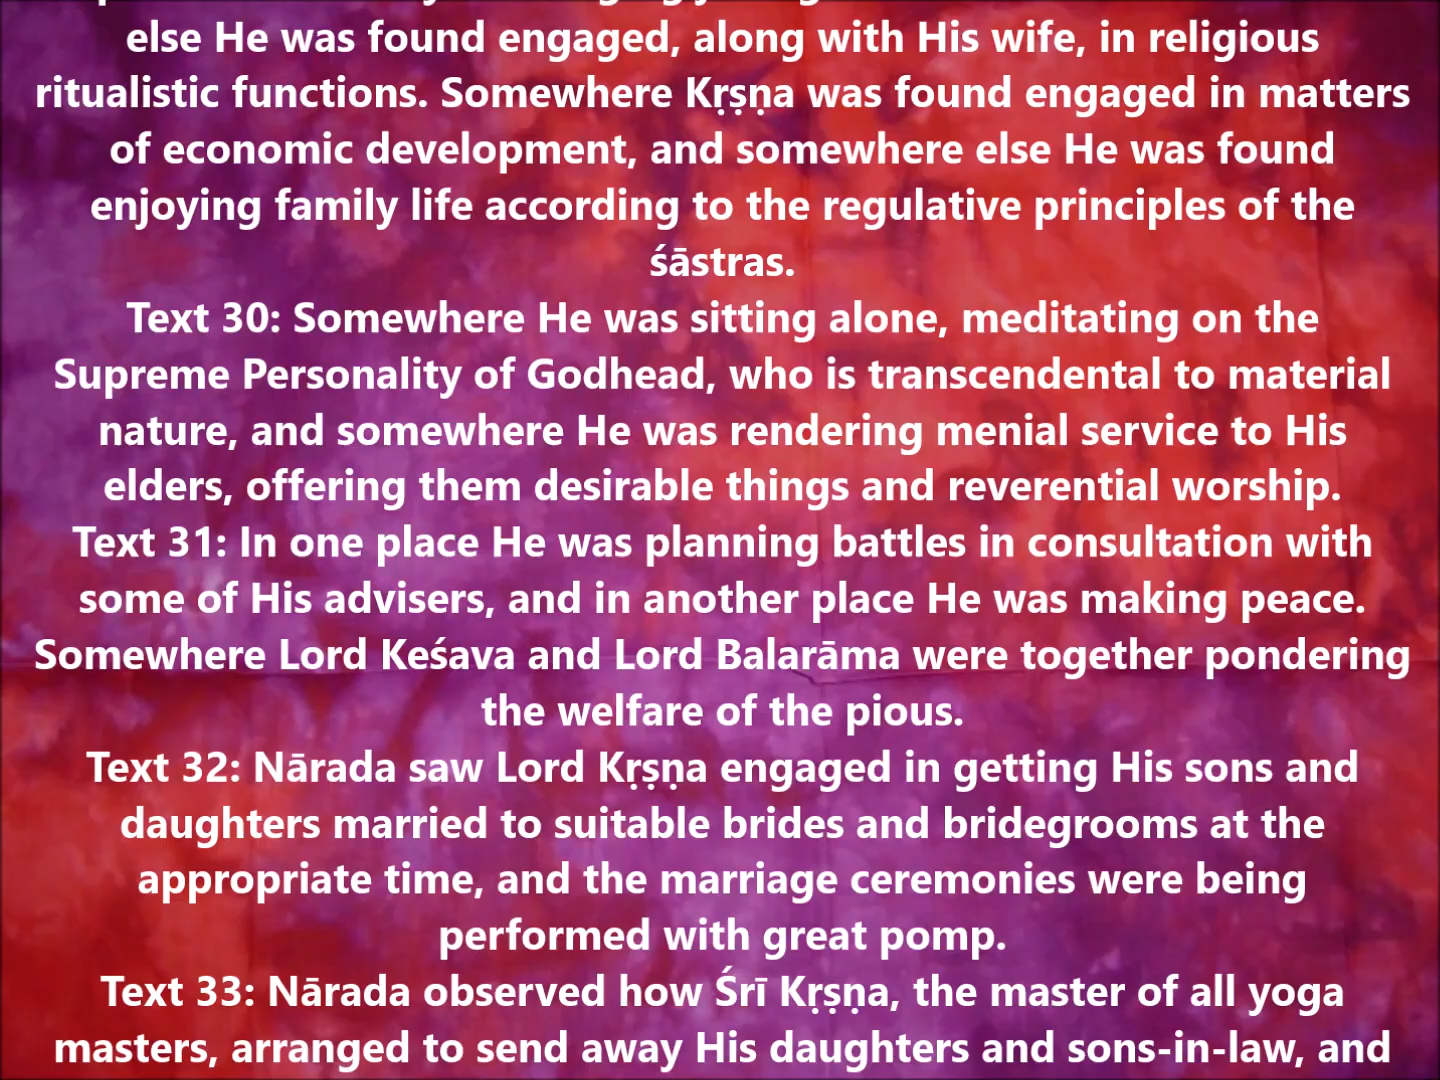 else He was found engaged, along with His wife, in religious
ritualistic functions. Somewhere Kṛṣṇa was found engaged in matters
of economic development, and somewhere else He was found
enjoying family life according to the regulative principles of the
śāstras.
Text 30: Somewhere He was sitting alone, meditating on the
Supreme Personality of Godhead, who is transcendental to material
nature, and somewhere He was rendering menial service to His
elders, offering them desirable things and reverential worship.
Text 31: In one place He was planning battles in consultation with
some of His advisers, and in another place He was making peace.
Somewhere Lord Keśava and Lord Balarāma were together pondering
the welfare of the pious.
Text 32: Nārada saw Lord Kṛṣṇa engaged in getting His sons and
daughters married to suitable brides and bridegrooms at the
appropriate time, and the marriage ceremonies were being
performed with great pomp.
Text 33: Nārada observed how Śrī Kṛṣṇa, the master of all yoga
masters, arranged to send away His daughters and sons-in-law, and